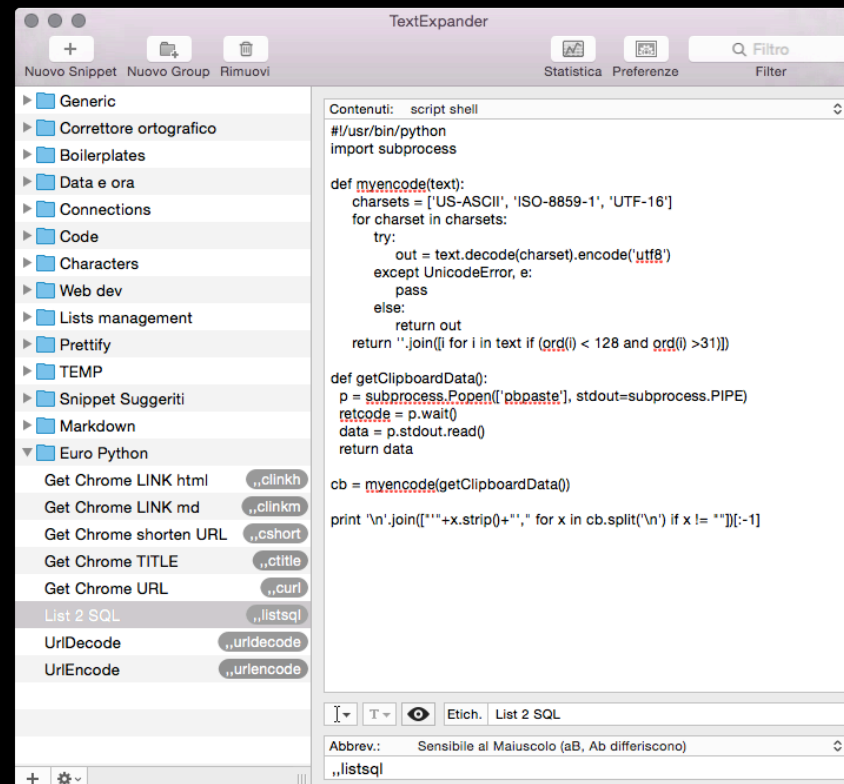 TextExpander
Nuovo Snippet Nuovo Group Rimuovi
Statistica Preferenze
Filtro
Filter
Generic
Correttore ortografico
Boilerplates
Data e ora
Connections
Code
Characters
Web dev
Lists management
Prettify
TEMP
Snippet Suggeriti
Markdown
Euro Python
Get Chrome LINK html ,,clinkh
Get Chrome LINK md ,,clinkm
Get Chrome shorten URL ,,cshort
Get Chrome TITLE ,,ctitle
Get Chrome URL ,,curl
List 2 SQL ,,listsql
UrlDecode ,,urldecode
UrlEncode ,,urlencode
Contenuti: script shell
#!/usr/bin/python
import subprocess
def myencode(text):
charsets = ['US-ASCII', 'ISO-8859-1', 'UTF-16']
for charset in charsets:
try:
out = text.decode(charset).encode('utf8')
except UnicodeError, e:
pass
else:
return out
return ''.join([i for i in text if (ord(i) < 128 and ord(i) >31)])
def getClipboardData():
p = subprocess.Popen(['pbpaste'], stdout=subprocess.PIPE)
retcode = p.wait()
data = p.stdout.read()
return data
cb = myencode(getClipboardData())
print '\n'.join(["'"+x.strip()+"'," for x in cb.split('\n') if x != ""])[:-1]
T
Etich. List 2 SQL
Abbrev.: Sensibile al Maiuscolo (aB, Ab differiscono)
,,listsql